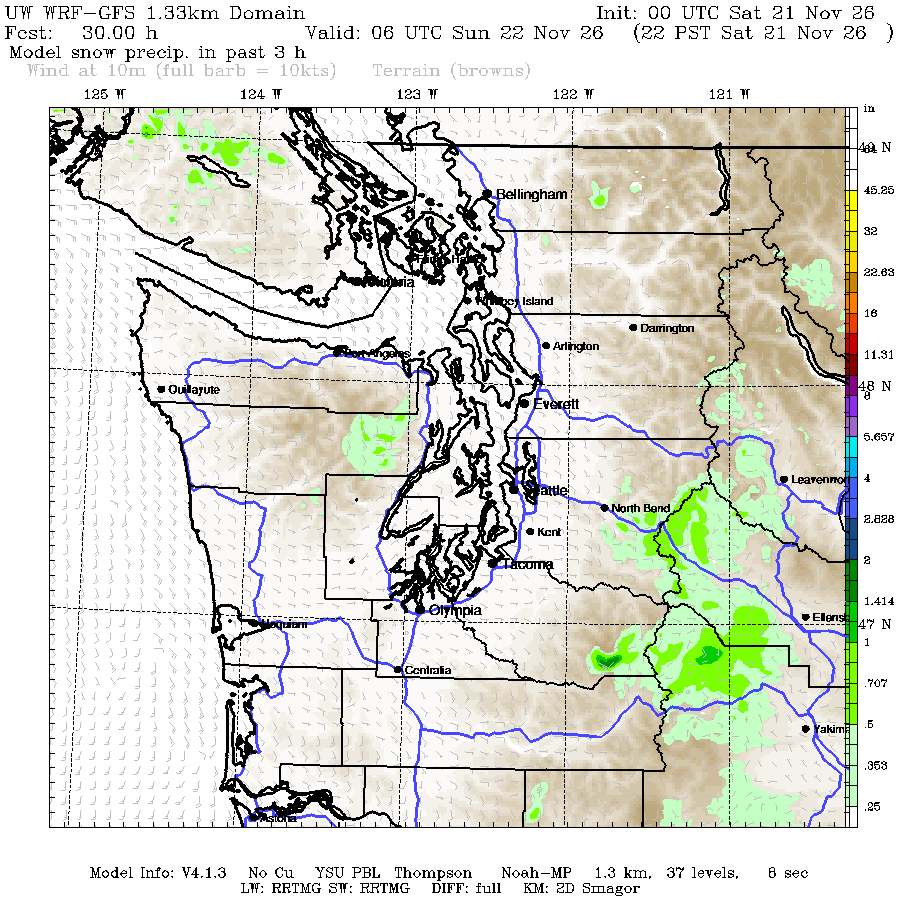 UW WRF-GFS 1.33km Domain Init: 00 UTC Sat 21 Nov 26
Fcst: 30.00 h Valid: 06 UTC Sun 22 Nov 26 (22 PST Sat 21 Nov 26 )
Model snow precip. in past 3 h
Wind at 10m (full barb = 10kts) Terrain (browns)
125 W 124 W 123 W 122 W 121 W
in
49 N
Bellingham
45.25
32
Victoria
22.63
Whidbey Island
16
Darrington
Arlington
Port Angeles
11.31
Quillayute
48 N
8
Everett
5.657
Leavenwor
4
Seattle
North Bend
2.828
Kent
2
Tacoma
1.414
Olympia
Ellens
Hoquiam
47 N
1
Centralia
.707
.5
Yakima
.353
.25
Astoria
Model Info: V4.1.3 No Cu YSU PBL Thompson Noah-MP 1.3 km, 37 levels, 8 sec
LW: RRTMG SW: RRTMG DIFF: full KM: 2D Smagor